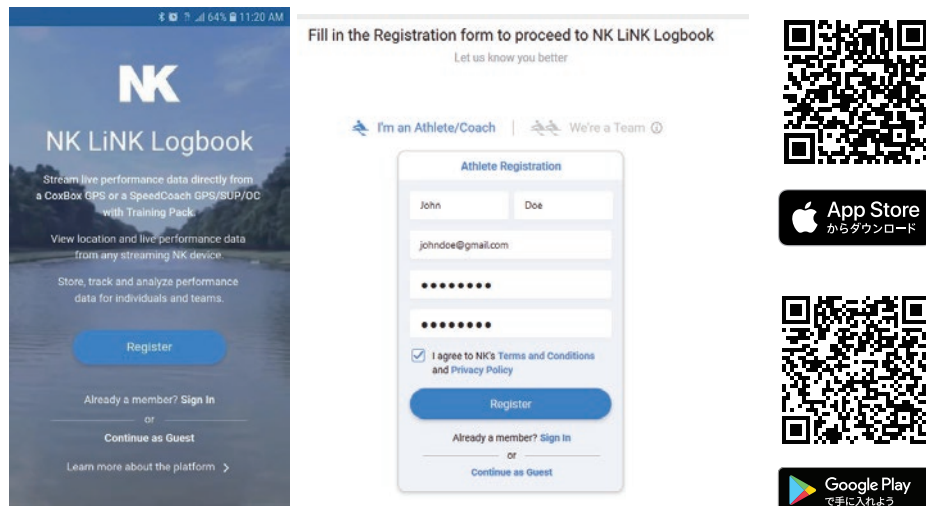 64% 11:20 AM
NK
NK LiNK Logbook
Stream live performance data directly from
a CoxBox GPS or a SpeedCoach GPS/SUP/OC
with Training Pack.
View location and live performance data
from any streaming NK device.
Store, track and analyze performance
data for individuals and teams.
Register
Already a member? Sign In
or
Continue as Guest
Learn more about the platform >
Fill in the Registration form to proceed to NK LiNK Logbook
Let us know you better
I'm an Athlete/Coach | We're a Team
Athlete Registration
John Doe
johndoe@gmail.com
I agree to NK's Terms and Conditions
and Privacy Policy
Register
Already a member? Sign In
or
Continue as Guest
App Store
からダウンロード
Google Play
で手に入れよう